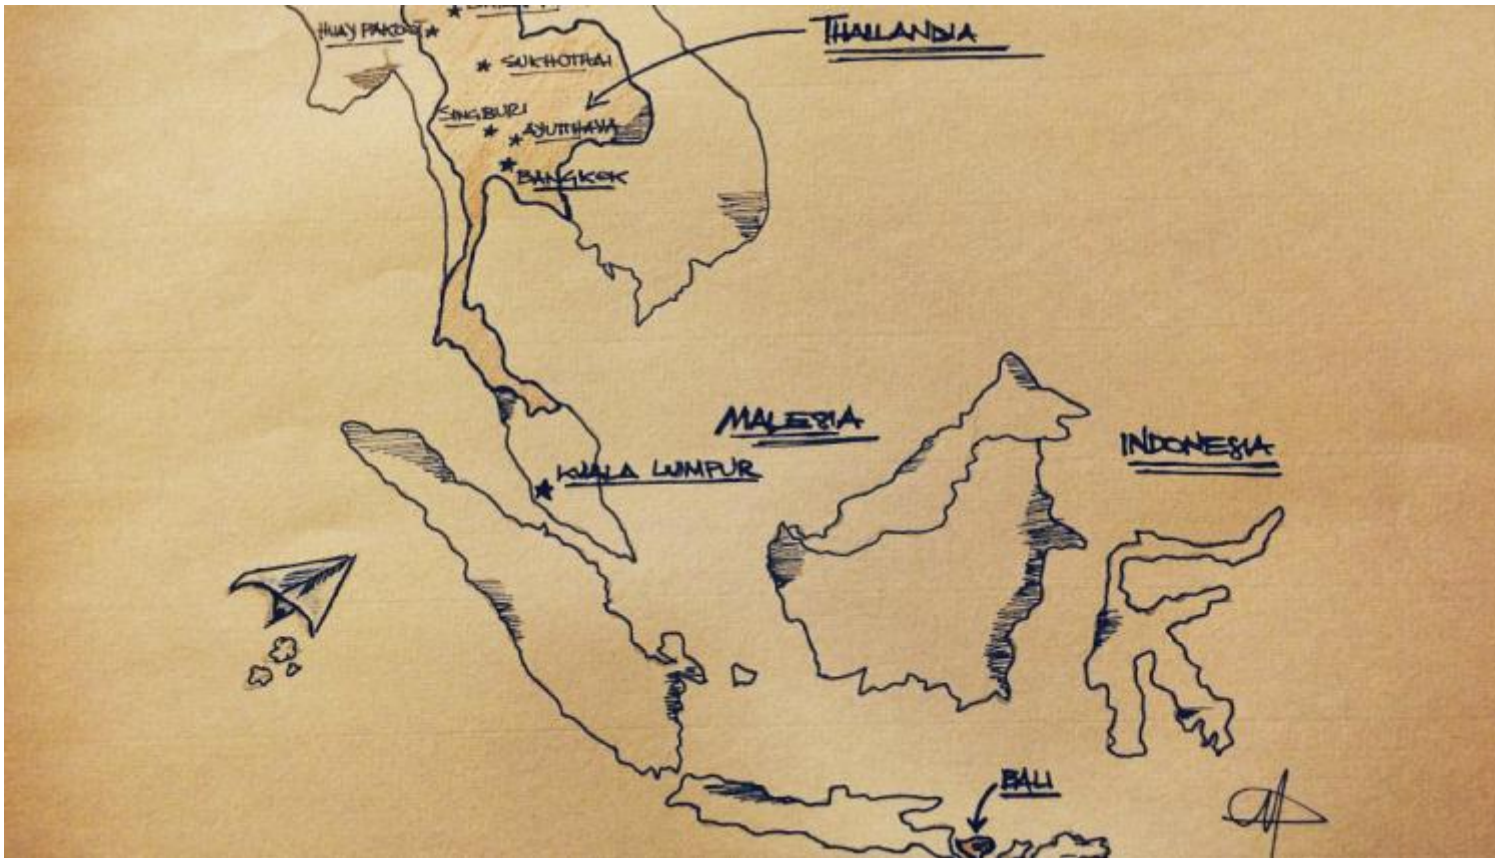 THAILANDIA
HUAY PAKOOT
SUKHOTHAI
SINGBURI
AYUTTHAYA
BANGKOK
MALESIA
INDONESIA
KUALA LUMPUR
BALI